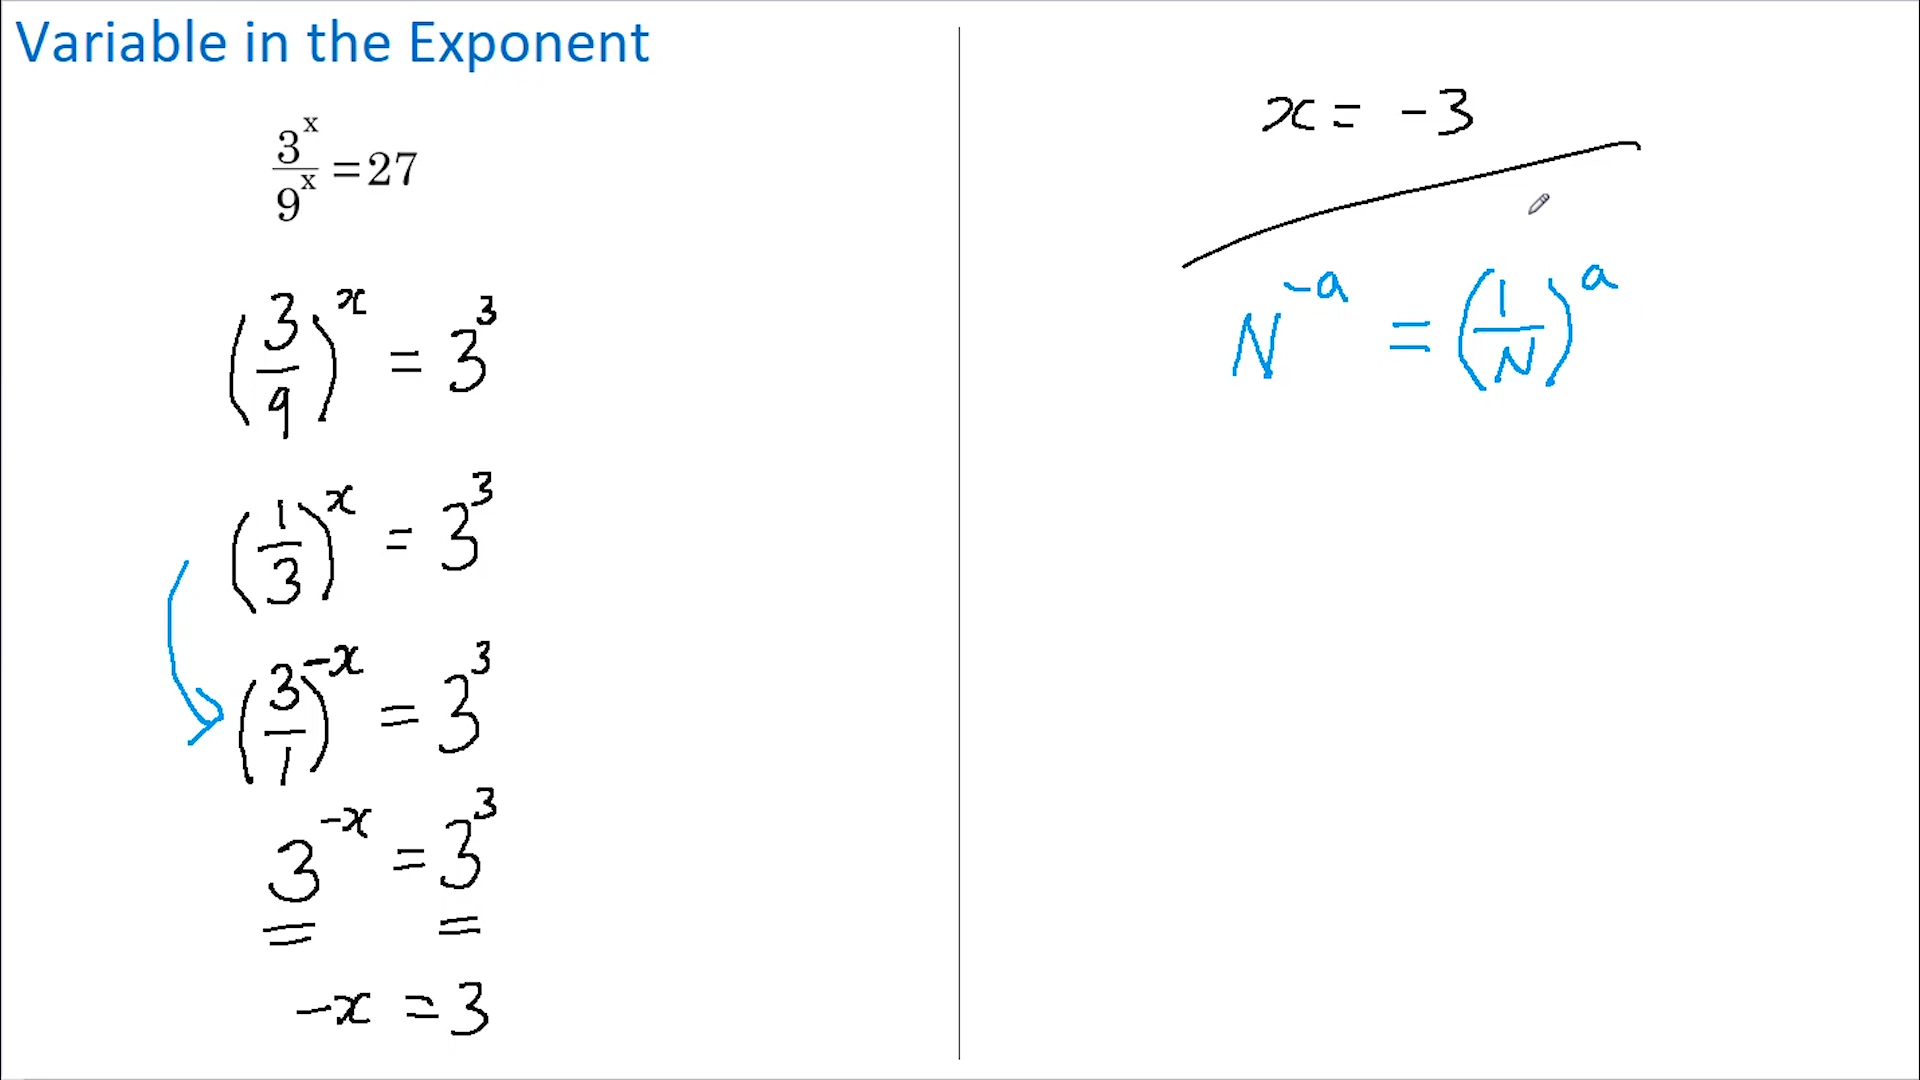 Variable in the Exponent
3^x/9^x = 27
(3/9)^x = 3^3
(1/3)^x = 3^3
(3/1)^-x = 3^3
3^-x = 3^3
= =
-x = 3
x = -3
N^-a = (1/N)^a